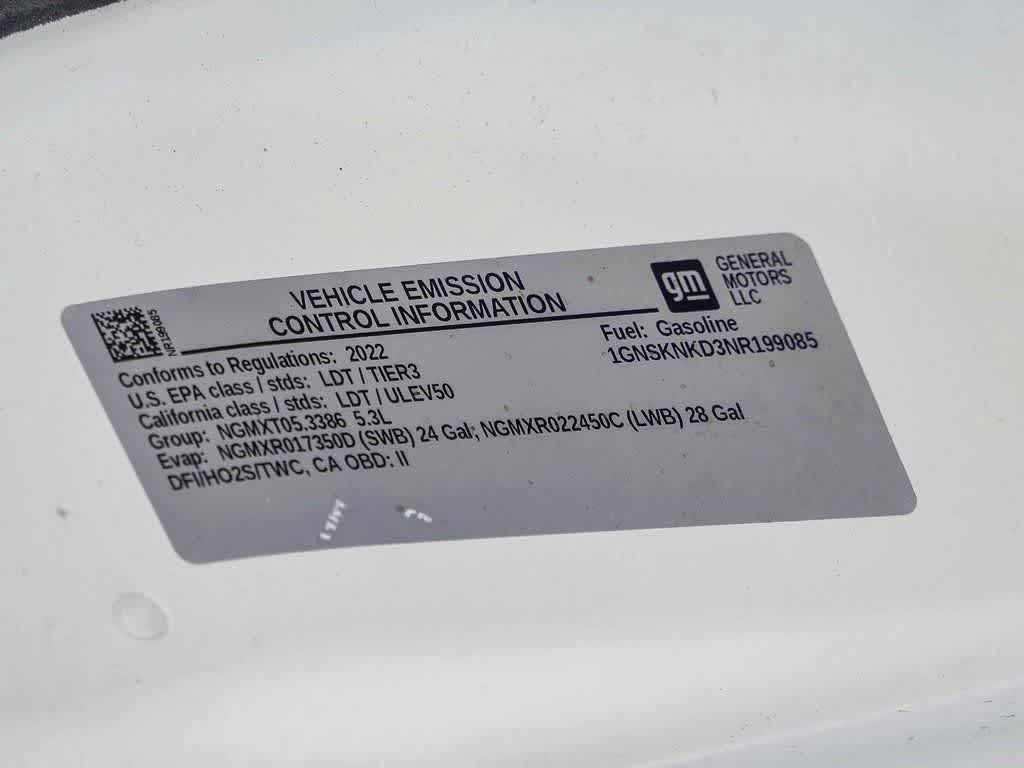 VEHICLE EMISSION
CONTROL INFORMATION
gm
GENERAL
MOTORS
LLC
NR199085
Conforms to Regulations: 2022
U.S. EPA class / stds: LDT / TIER3
California class / stds: LDT / ULEV50
Group: NGMXT05.3386 5.3L
Evap: NGMXR017350D (SWB) 24 Gal; NGMXR022450C (LWB) 28 Gal
DFI/HO2S/TWC, CA OBD: II
Fuel: Gasoline
1GNSKNKD3NR199085